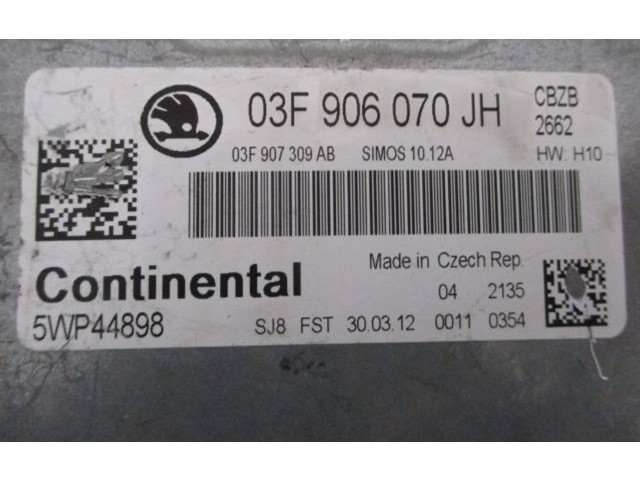 03F 906 070 JH CBZB
2662
03F 907 309 AB SIMOS 10.12A HW: H10
Continental Made in Czech Rep.
04 2135
5WP44898 SJ8 FST 30.03.12 0011 0354